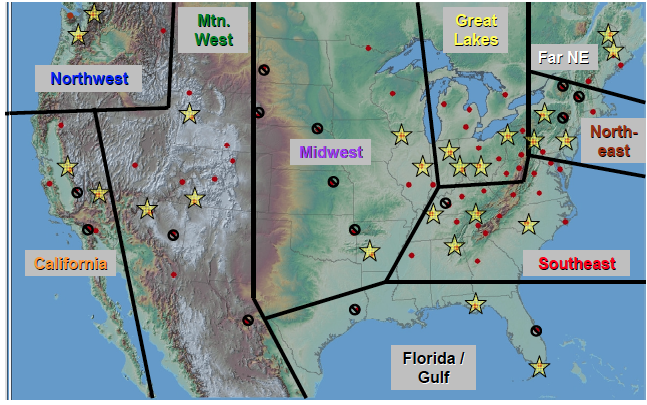 Mtn.
West
Great
Lakes
Far NE
Northwest
North-
east
Midwest
California
Southeast
Florida /
Gulf